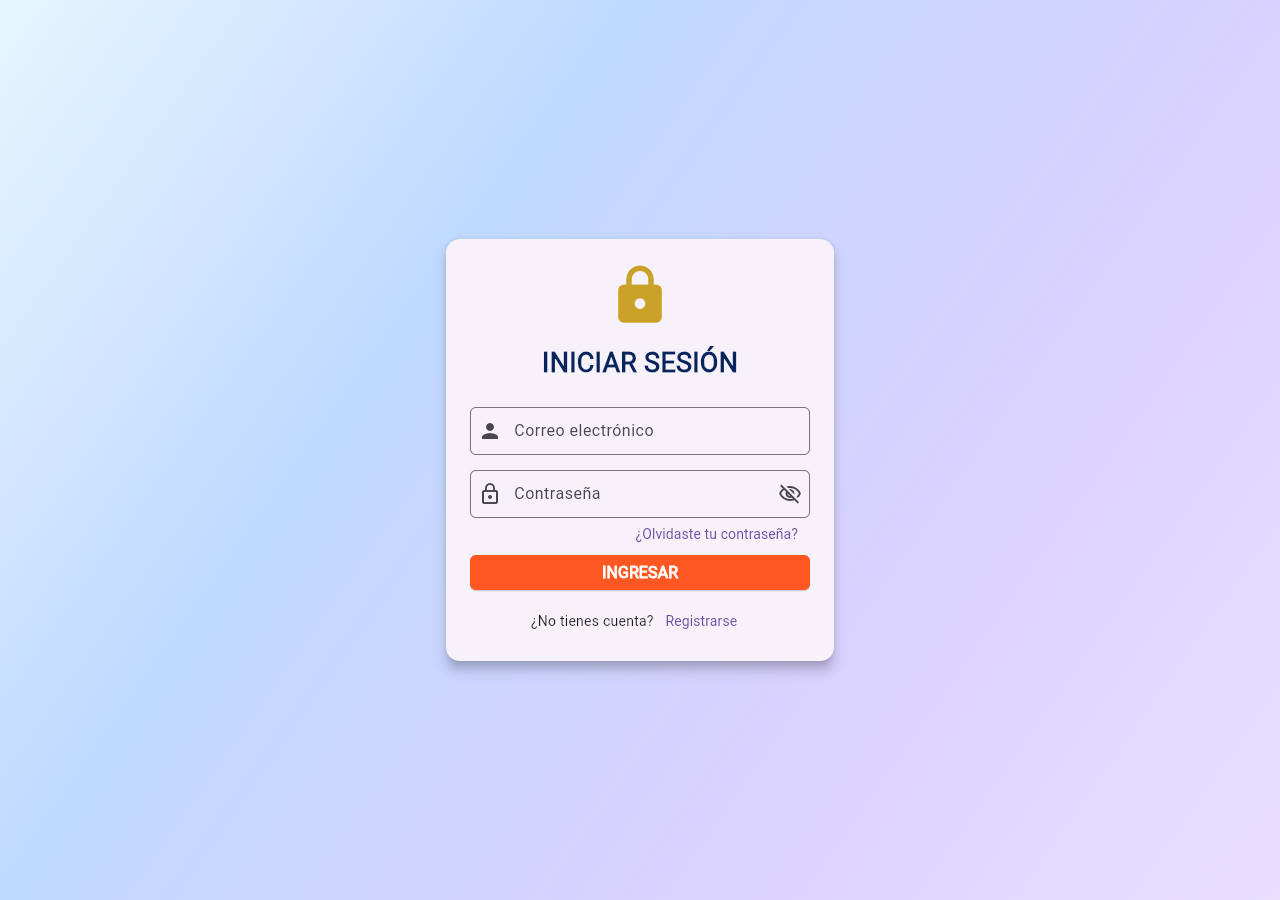 INICIAR SESIÓN
Correo electrónico
Contraseña
¿Olvidaste tu contraseña?
INGRESAR
¿No tienes cuenta? Registrarse